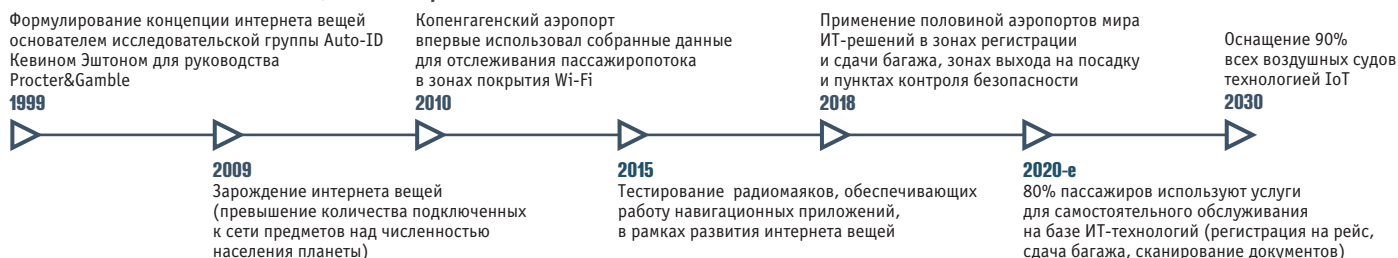 Формулирование концепции интернета вещей
основателем исследовательской группы Auto-ID
Кевином Эштоном для руководства
Procter&Gamble
1999
2009
Зарождение интернета вещей
(превышение количества подключенных
к сети предметов над численностью
населения планеты)
Копенгагенский аэропорт
впервые использовал собранные данные
для отслеживания пассажиропотока
в зонах покрытия Wi-Fi
2010
2015
Тестирование радиомаяков, обеспечивающих
работу навигационных приложений,
в рамках развития интернета вещей
Применение половиной аэропортов мира
ИТ-решений в зонах регистрации
и сдачи багажа, зонах выхода на посадку
и пунктах контроля безопасности
2018
2020-е
80% пассажиров используют услуги
для самостоятельного обслуживания
на базе ИТ-технологий (регистрация на рейс,
сдача багажа, сканирование документов)
Оснащение 90%
всех воздушных судов
технологией IoT
2030